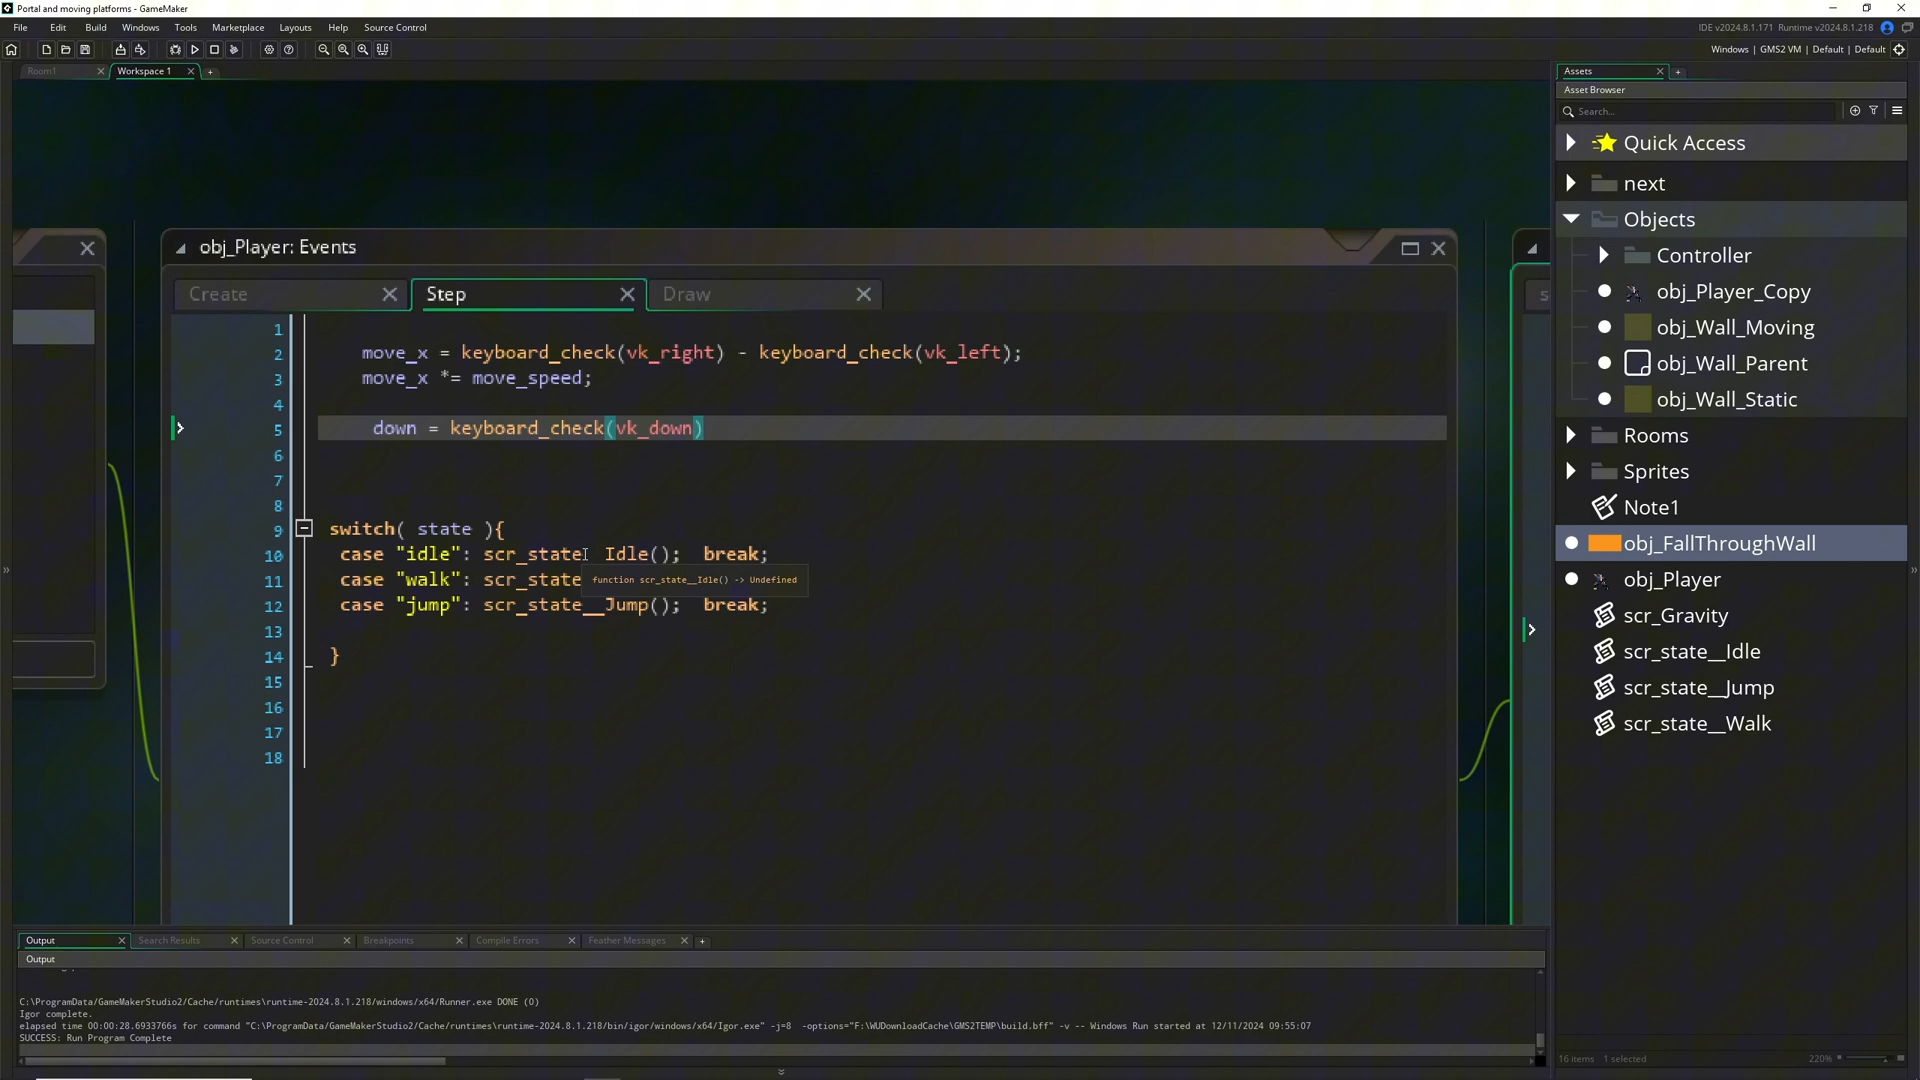 Portal and moving platforms - GameMaker
File Edit Build Windows Tools Marketplace Layouts Help Source Control
IDE v2024.8.1.171 Runtime v2024.8.1.218
Windows | GMS2 VM | Default | Default
Room1
Workspace 1
Assets
Asset Browser
Search...
Quick Access
next
Objects
Controller
obj_Player_Copy
obj_Wall_Moving
obj_Wall_Parent
obj_Wall_Static
Rooms
Sprites
Note1
obj_FallThroughWall
obj_Player
scr_Gravity
scr_state__Idle
scr_state__Jump
scr_state__Walk
16 items 1 selected
220%
obj_Player: Events
Create
Step
Draw
s
1
2 move_x = keyboard_check(vk_right) - keyboard_check(vk_left);
3 move_x *= move_speed;
4
5 down = keyboard_check(vk_down)
6
7
8
9 switch( state ){
10 case "idle": scr_state__Idle(); break;
11 case "walk": scr_state
function scr_state__Idle() -> Undefined
12 case "jump": scr_state__Jump(); break;
13
14 }
15
16
17
18
Output
Search Results
Source Control
Breakpoints
Compile Errors
Feather Messages
Output
C:\ProgramData/GameMakerStudio2/Cache/runtimes\runtime-2024.8.1.218/windows/x64/Runner.exe DONE (0)
Igor complete.
elapsed time 00:00:28.6933766s for command "C:\ProgramData/GameMakerStudio2/Cache/runtimes\runtime-2024.8.1.218/bin/igor/windows/x64/Igor.exe" -j=8 -options="F:\WUDownloadCache\GMS2TEMP\build.bff" -v -- Windows Run started at 12/11/2024 09:55:07
SUCCESS: Run Program Complete